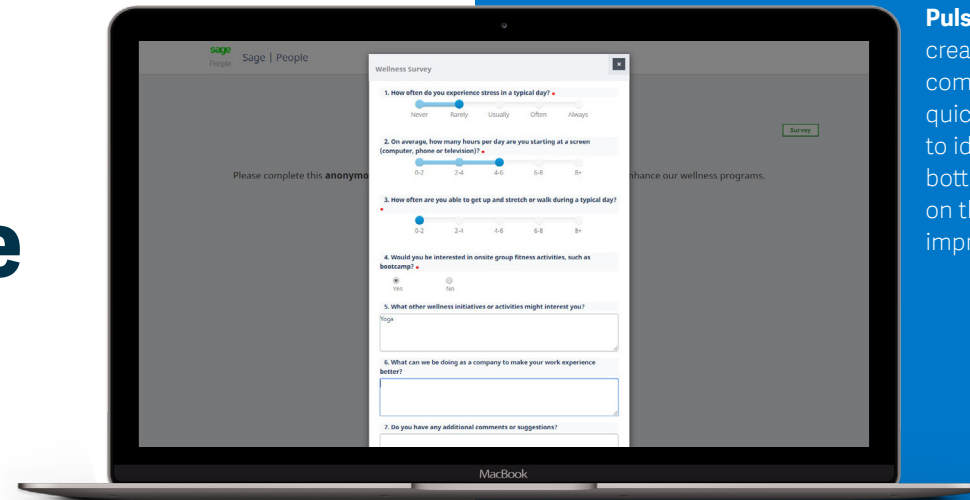 e
sage
People
Sage | People
Wellness Survey
x
1. How often do you experience stress in a typical day? •
Never Rarely Usually Often Always
2. On average, how many hours per day are you starting at a screen
(computer, phone or television)? •
0-2 2-4 4-6 6-8 8+
3. How often are you able to get up and stretch or walk during a typical day?
•
0-2 2-4 4-6 6-8 8+
4. Would you be interested in onsite group fitness activities, such as
bootcamp? •
Yes No
5. What other wellness initiatives or activities might interest you?
Yoga
6. What can we be doing as a company to make your work experience
better?
7. Do you have any additional comments or suggestions?
Survey
Please complete this anonymo
nhance our wellness programs.
MacBook
Puls
crea
com
quic
to id
bott
on th
impr